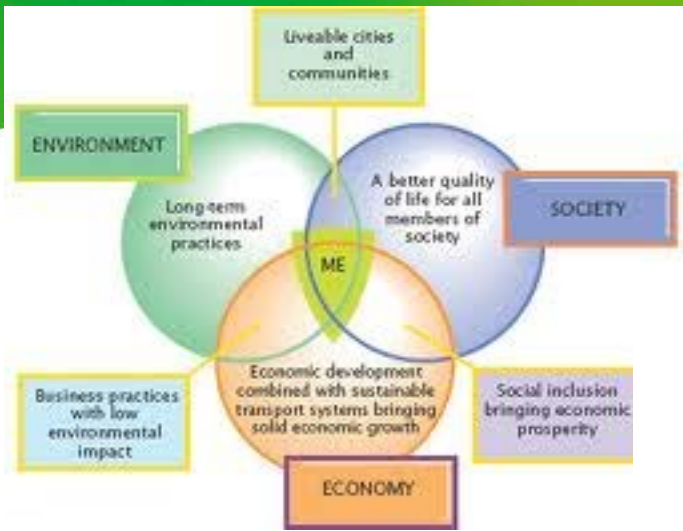 Liveable cities
and
communities
ENVIRONMENT
Long-term
environmental
practices
A better quality
of life for all
members of
society
SOCIETY
ME
Business practices
with low
environmental
impact
Economic development
combined with sustainable
transport systems bringing
solid economic growth
Social inclusion
bringing economic
prosperity
ECONOMY